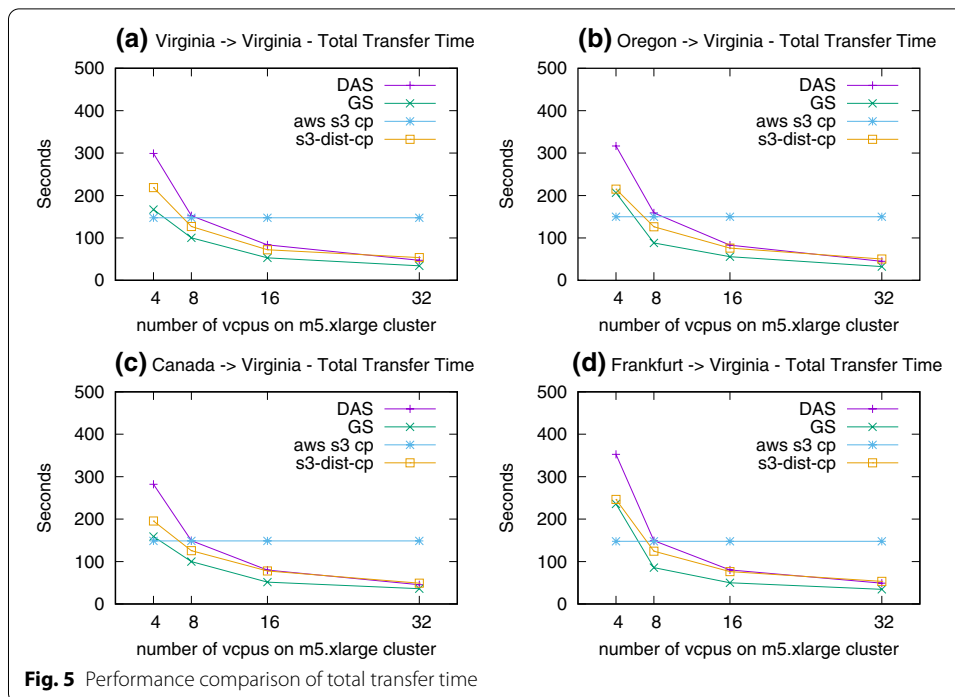 (a) Virginia -> Virginia - Total Transfer Time
500
400
300
200
100
0
Seconds
DAS
GS
aws s3 cp
s3-dist-cp
4 8 16 32
number of vcpus on m5.xlarge cluster
(b) Oregon -> Virginia - Total Transfer Time
500
400
300
200
100
0
Seconds
DAS
GS
aws s3 cp
s3-dist-cp
4 8 16 32
number of vcpus on m5.xlarge cluster
(c) Canada -> Virginia - Total Transfer Time
500
400
300
200
100
0
Seconds
DAS
GS
aws s3 cp
s3-dist-cp
4 8 16 32
number of vcpus on m5.xlarge cluster
(d) Frankfurt -> Virginia - Total Transfer Time
500
400
300
200
100
0
Seconds
DAS
GS
aws s3 cp
s3-dist-cp
4 8 16 32
number of vcpus on m5.xlarge cluster
Fig. 5 Performance comparison of total transfer time